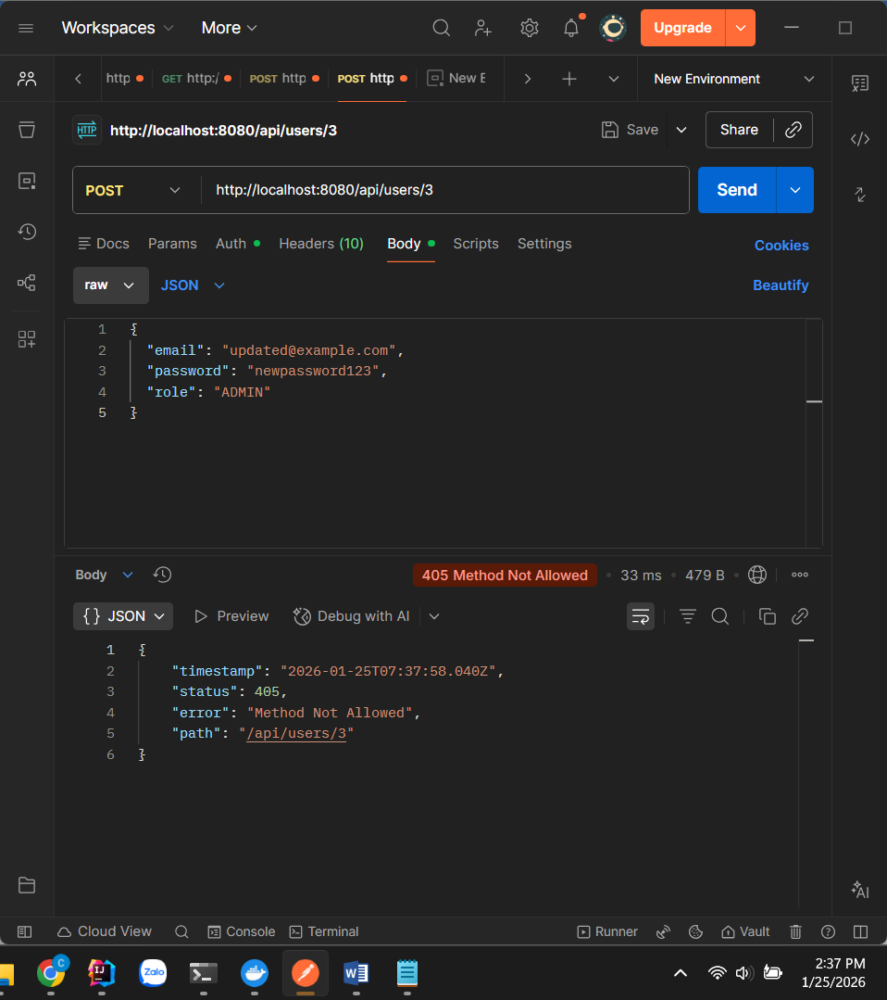 Workspaces More Upgrade
http GET http:/ POST http POST http New E New Environment
HTTP http://localhost:8080/api/users/3 Save Share
POST http://localhost:8080/api/users/3 Send
Docs Params Auth Headers (10) Body Scripts Settings Cookies
raw JSON Beautify
1 {
2 "email": "updated@example.com",
3 "password": "newpassword123",
4 "role": "ADMIN"
5 }
Body 405 Method Not Allowed • 33 ms • 479 B •
{} JSON Preview Debug with AI
1 {
2 "timestamp": "2026-01-25T07:37:58.040Z",
3 "status": 405,
4 "error": "Method Not Allowed",
5 "path": "/api/users/3"
6 }
AI
Cloud View Console Terminal Runner Vault
C IJ Zalo W
2:37 PM
1/25/2026